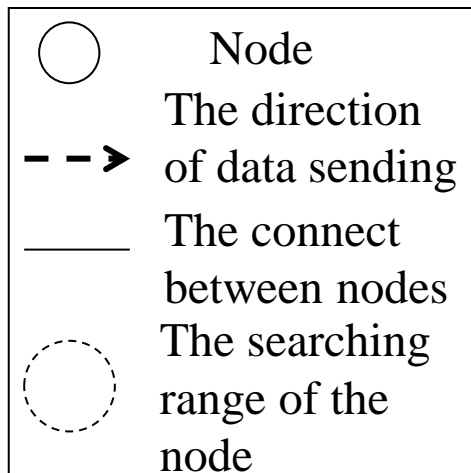 Node
The direction
of data sending
The connect
between nodes
The searching
range of the
node